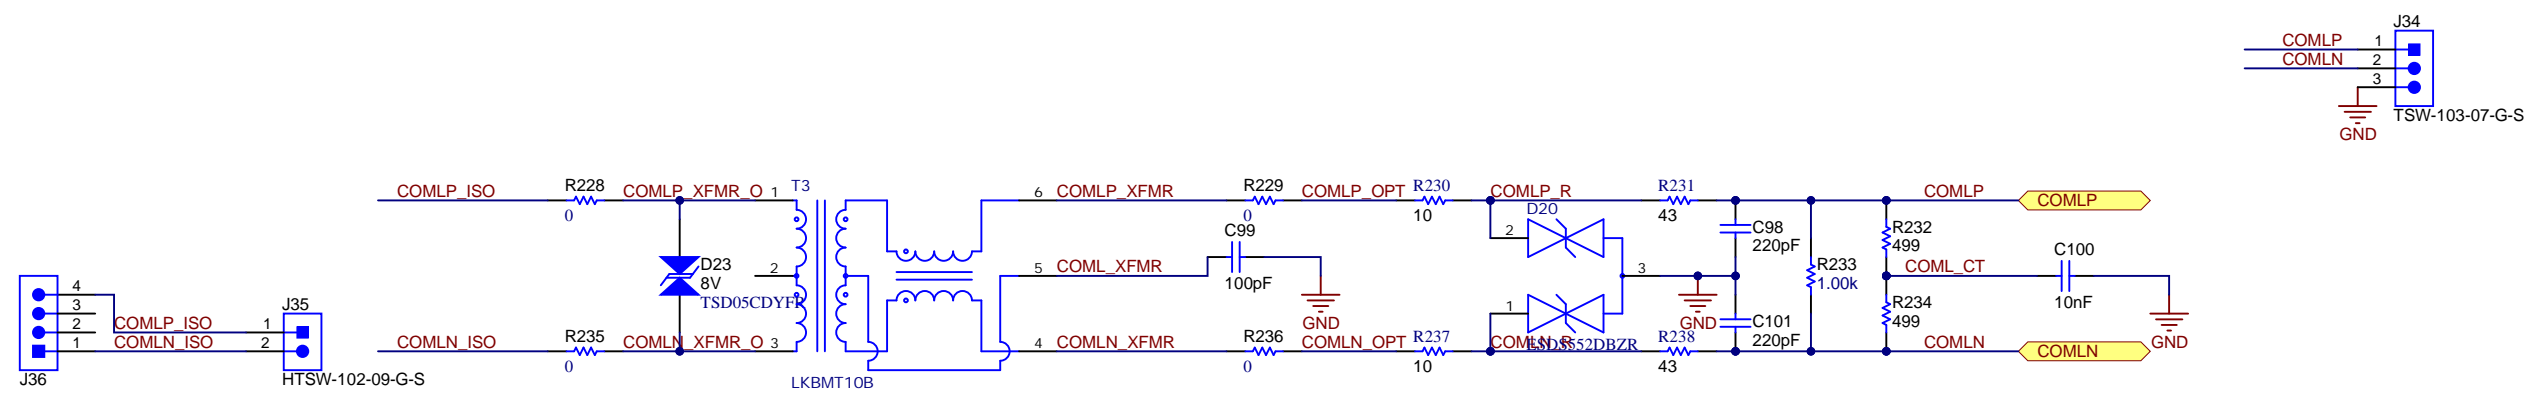 J34
COMLP 1
COMLN 2
3
GND
TSW-103-07-G-S
COMLP_ISO
R228
0
COMLP_XFMR_O 1
T3
6 COMLP_XFMR
R229
0
COMLP_OPT
R230
10
COMLP_R
D20
2
R231
43
COMLP
COMLP
C98
220pF
R232
499
D23
8V
TSD05CDYFR
2
5 COML_XFMR
C99
100pF
GND
3
GND
R233
1.00k
COML_CT
C100
10nF
GND
R234
499
C101
220pF
4
3
2
1
J36
COMLP_ISO
COMLN_ISO
J35
1
2
HTSW-102-09-G-S
COMLN_ISO
R235
0
COMLN_XFMR_O 3
LKBMT10B
4 COMLN_XFMR
R236
0
COMLN_OPT
R237
10
1
COMLN_R
ESDS552DBZR
R238
43
COMLN
COMLN